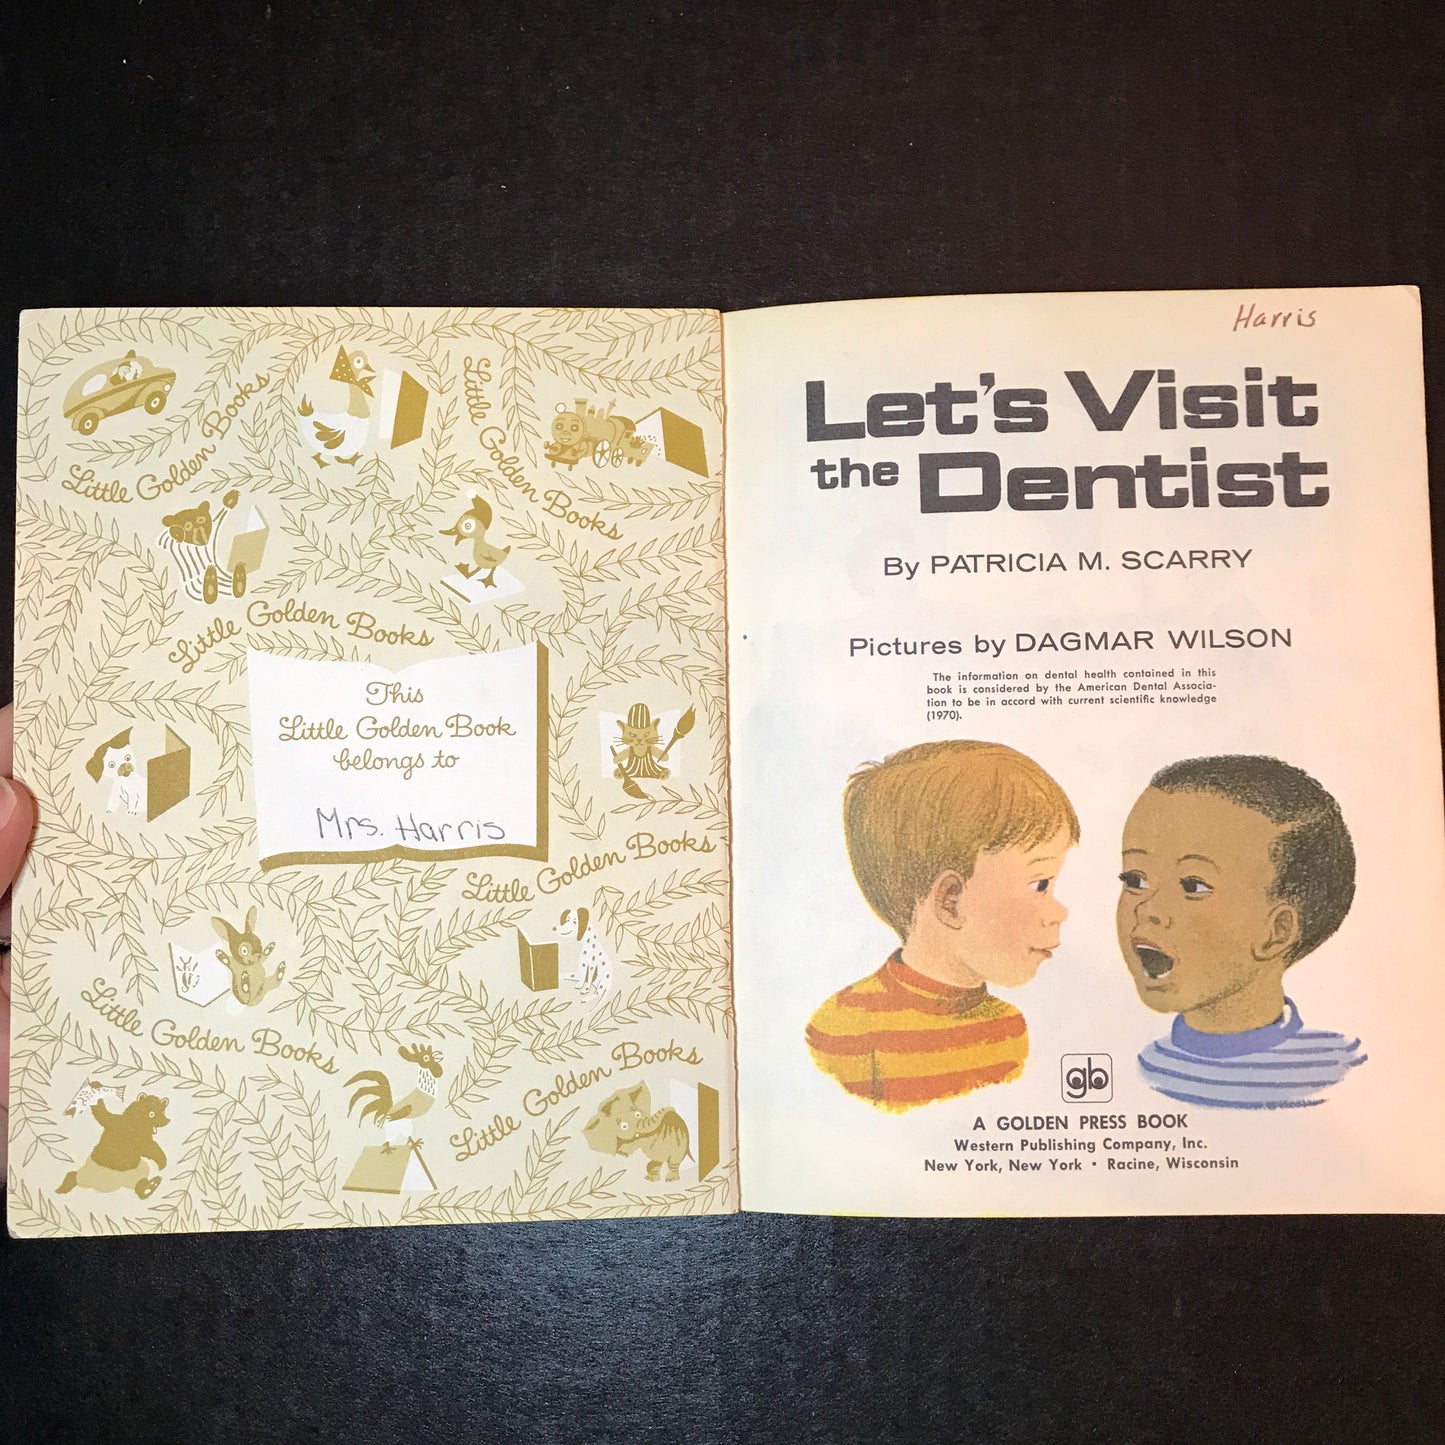 Little Golden Books
Little Golden Books
Little Golden Books
This
Little Golden Book
belongs to
Mrs. Harris
Little Golden Books
Little Golden Books
Little Golden Books
Harris
Let's Visit
the Dentist
By PATRICIA M. SCARRY
Pictures by DAGMAR WILSON
The information on dental health contained in this
book is considered by the American Dental Associa-
tion to be in accord with current scientific knowledge
(1970).
gb
A GOLDEN PRESS BOOK
Western Publishing Company, Inc.
New York, New York • Racine, Wisconsin